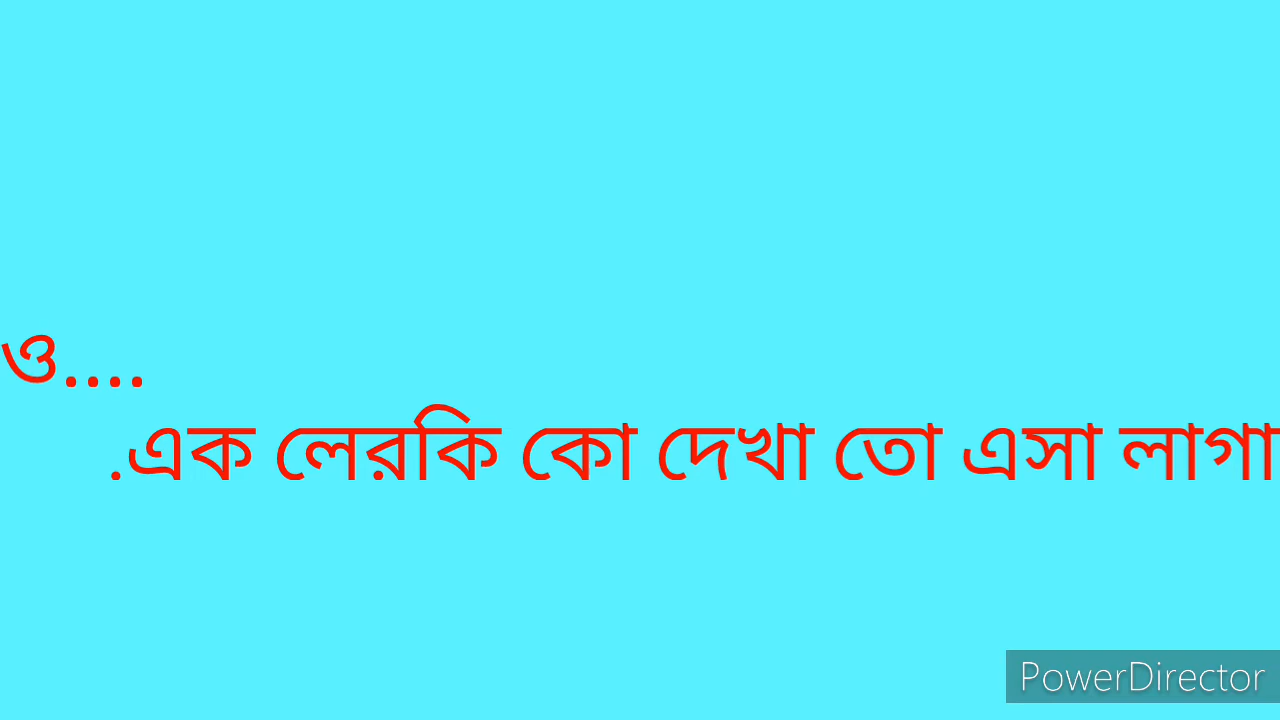 ও....
.এক লেরকি কো দেখা তো এসা লাগা
PowerDirector